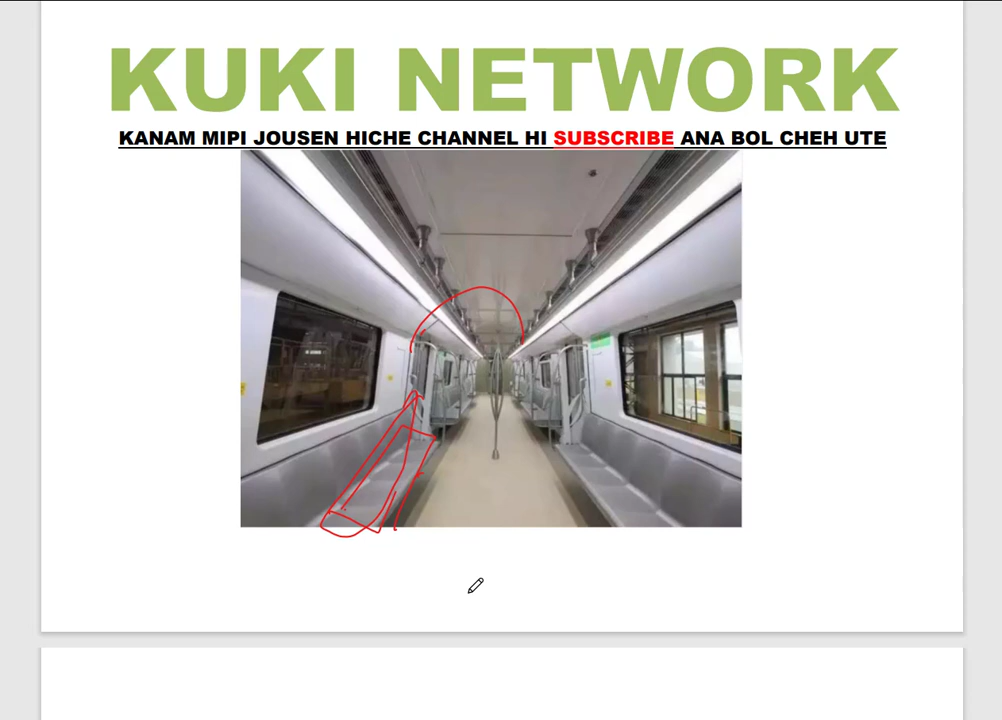 KUKI NETWORK
KANAM MIPI JOUSEN HICHE CHANNEL HI SUBSCRIBE ANA BOL CHEH UTE